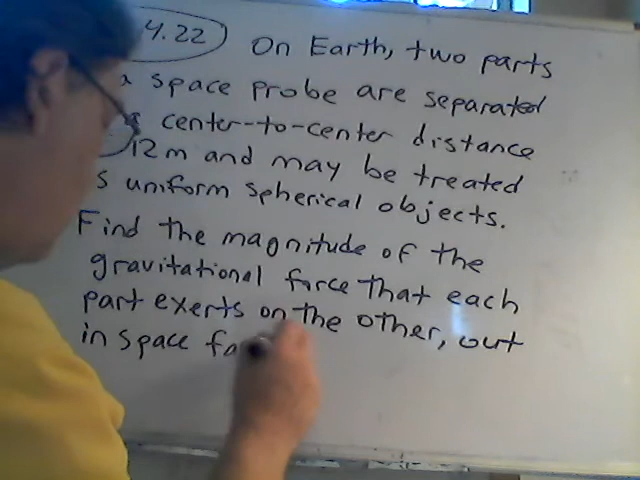 4.22) On Earth, two parts
a space probe are separated
center-to-center distance
12m and may be treated
s uniform spherical objects.
Find the magnitude of the
gravitational force that each
part exerts on the other, out
in space fa